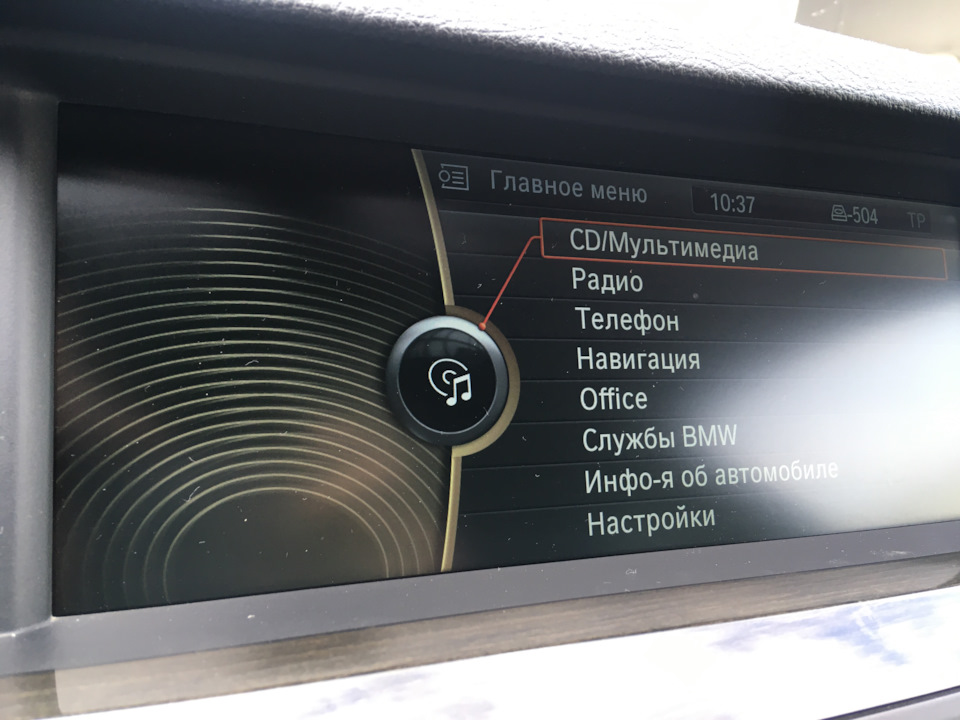 Главное меню 10:37 -504 TP
CD/Мультимедиа
Радио
Телефон
Навигация
Office
Службы BMW
Инфо-я об автомобиле
Настройки